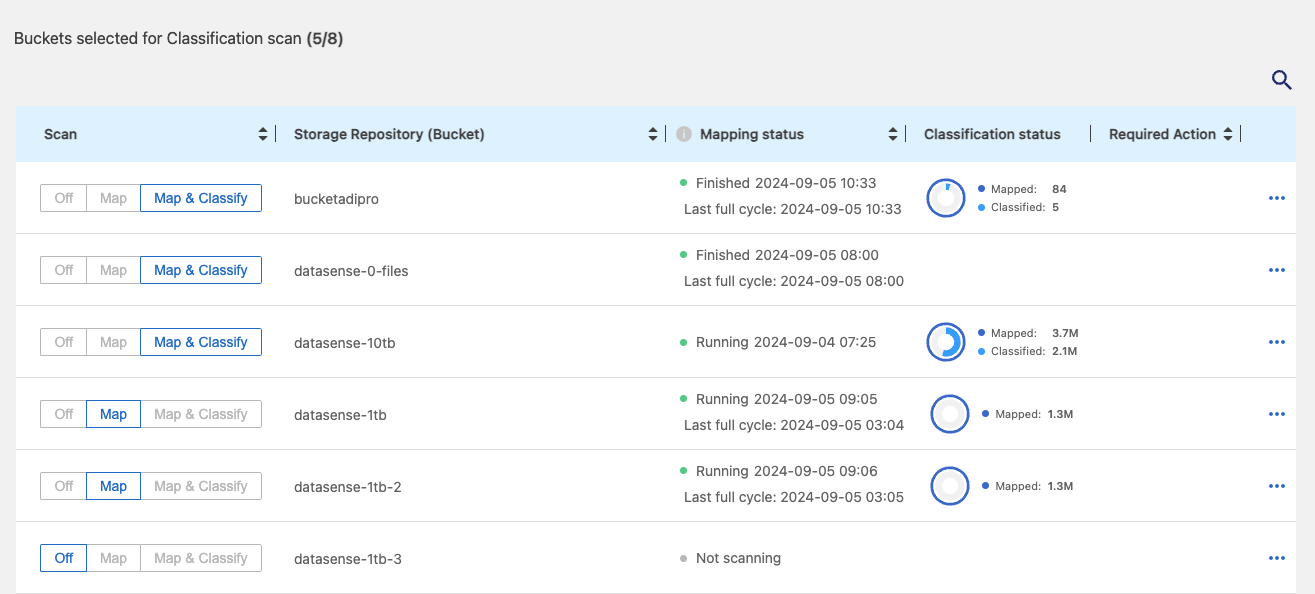 Buckets selected for Classification scan (5/8)
Scan Storage Repository (Bucket) Mapping status Classification status Required Action
Off Map Map & Classify bucketadipro
Finished 2024-09-05 10:33
Last full cycle: 2024-09-05 10:33
Mapped: 84
Classified: 5
Off Map Map & Classify datasense-0-files
Finished 2024-09-05 08:00
Last full cycle: 2024-09-05 08:00
Off Map Map & Classify datasense-10tb
Running 2024-09-04 07:25
Mapped: 3.7M
Classified: 2.1M
Off Map Map & Classify datasense-1tb
Running 2024-09-05 09:05
Last full cycle: 2024-09-05 03:04
Mapped: 1.3M
Off Map Map & Classify datasense-1tb-2
Running 2024-09-05 09:06
Last full cycle: 2024-09-05 03:05
Mapped: 1.3M
Off Map Map & Classify datasense-1tb-3
Not scanning